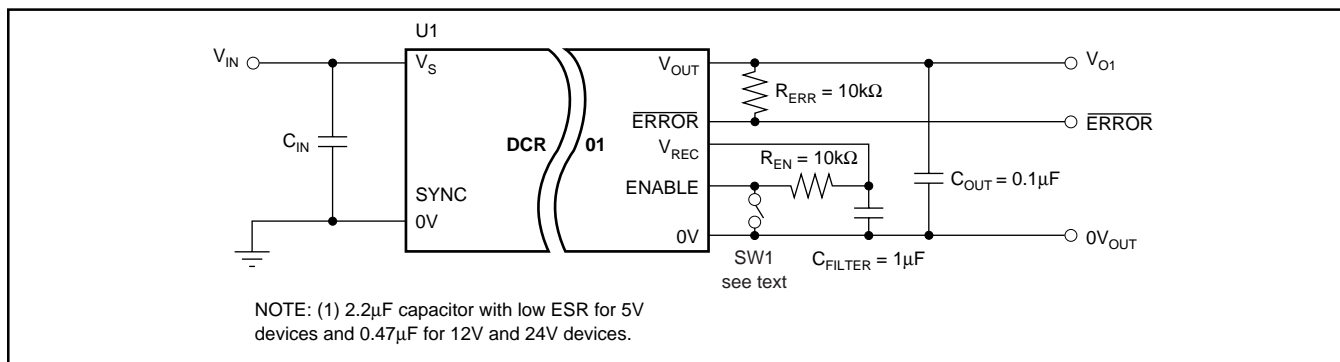 U1
V_IN
V_S
V_OUT
V_O1
R_ERR = 10kΩ
ERROR
ERROR
C_IN
DCR
01
V_REC
R_EN = 10kΩ
C_OUT = 0.1μF
SYNC
ENABLE
0V
0V
0V_OUT
SW1
see text
C_FILTER = 1μF
NOTE: (1) 2.2μF capacitor with low ESR for 5V
devices and 0.47μF for 12V and 24V devices.